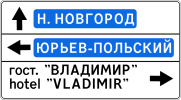 Н. НОВГОРОД
ЮРЬЕВ-ПОЛЬСКИЙ
гост. "ВЛАДИМИР"
hotel "VLADIMIR"